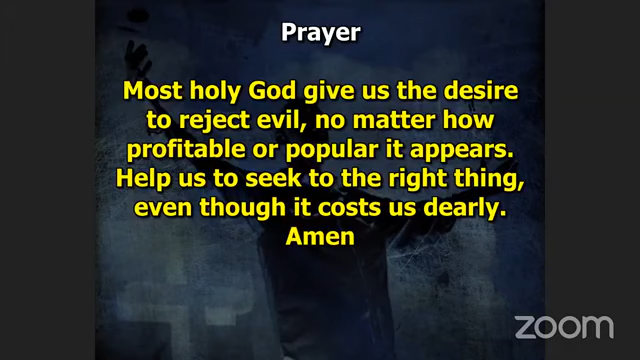 Prayer
Most holy God give us the desire
to reject evil, no matter how
profitable or popular it appears.
Help us to seek to the right thing,
even though it costs us dearly.
Amen
zoom